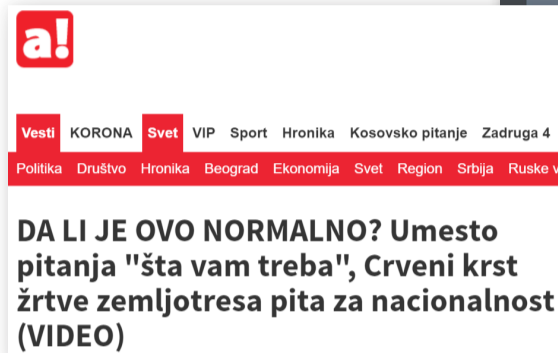 a!
Vesti KORONA Svet VIP Sport Hronika Kosovsko pitanje Zadruga 4
Politika Društvo Hronika Beograd Ekonomija Svet Region Srbija Ruske
DA LI JE OVO NORMALNO? Umesto
pitanja "šta vam treba", Crveni krst
žrtve zemljotresa pita za nacionalnost
(VIDEO)